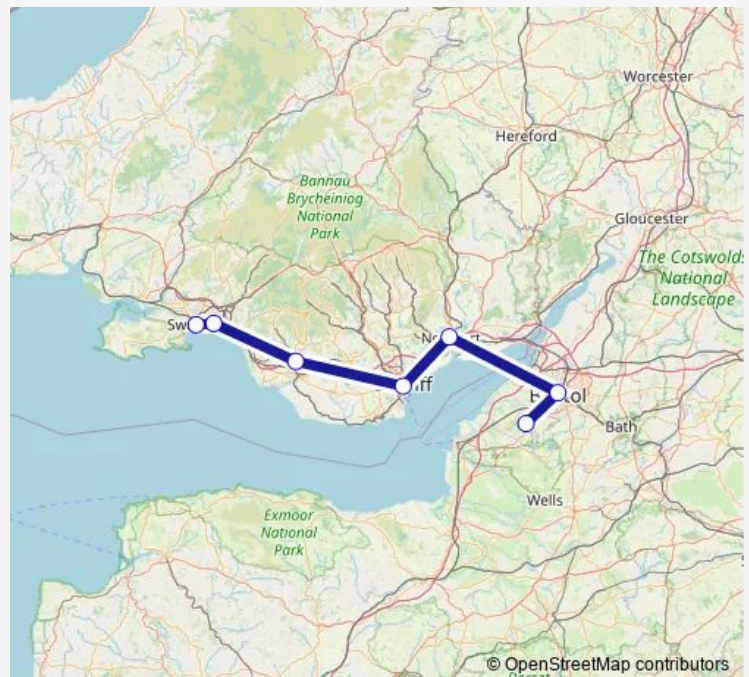 Worcester
Hereford
Bannau
Brycheiniog
National
Park
Gloucester
The Cotswolds
National
Landscape
Bath
Wells
Exmoor
National
Park
© OpenStreetMap contributors